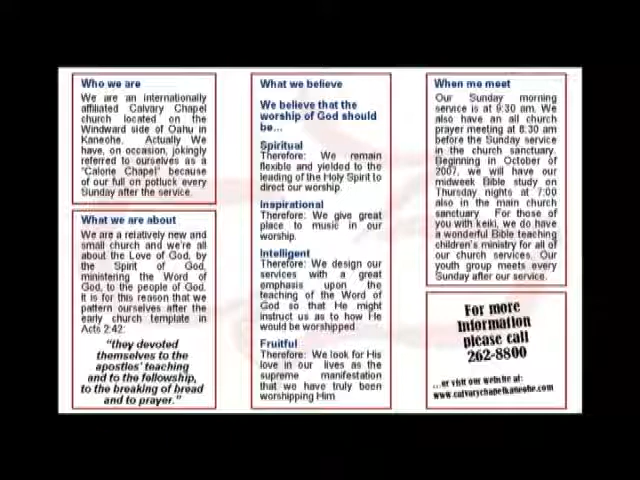 Who we are
We are an internationally
affiliated Calvary Chapel
church located on the
Windward side of Oahu in
Kaneohe. Actually We
have, on occasion, jokingly
referred to ourselves as a
"Calorie Chapel" because
of our full on potluck every
Sunday after the service.
What we are about
We are a relatively new and
small church and we're all
about the Love of God, by
the Spirit of God,
ministering the Word of
God, to the people of God.
It is for this reason that we
pattern ourselves after the
early church template in
Acts 2:42:
"they devoted
themselves to the
apostles' teaching
and to the fellowship,
to the breaking of bread
and to prayer."
What we believe
We believe that the
worship of God should
be...
Spiritual
Therefore: We remain
flexible and yielded to the
leading of the Holy Spirit to
direct our worship.
Inspirational
Therefore: We give great
place to music in our
worship.
Intelligent
Therefore: We design our
services with a great
emphasis upon the
teaching of the Word of
God so that He might
instruct us as to how He
would be worshipped
Fruitful
Therefore: We look for His
love in our lives as the
supreme manifestation
that we have truly been
worshipping Him
When me meet
Our Sunday morning
service is at 9:30 am. We
also have an all church
prayer meeting at 8:30 am
before the Sunday service
in the church sanctuary.
Beginning in October of
2007, we will have our
midweek Bible study on
Thursday nights at 7:00
also in the main church
sanctuary. For those of
you with keiki, we do have
a wonderful Bible teaching
children's ministry for all of
our church services. Our
youth group meets every
Sunday after our service.
For more
Information
please call
262-8800
...or visit our website at:
www.calvarychapelkaneohe.com